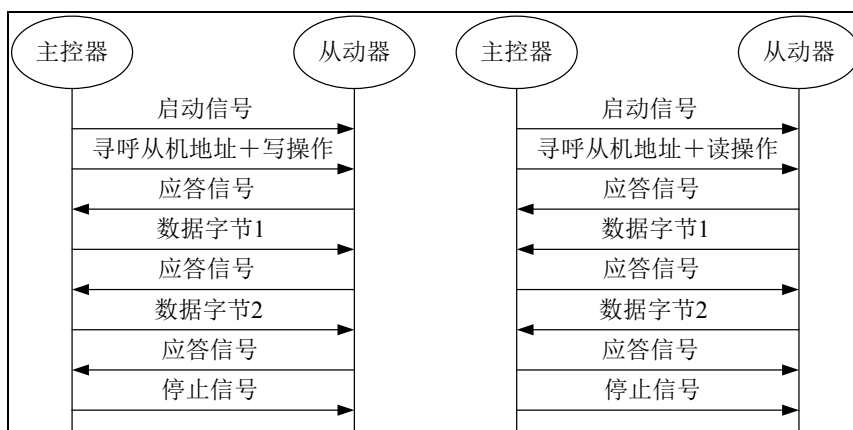 主控器
从动器
启动信号
寻呼从机地址＋写操作
应答信号
数据字节1
应答信号
数据字节2
应答信号
停止信号
主控器
从动器
启动信号
寻呼从机地址＋读操作
应答信号
数据字节1
应答信号
数据字节2
应答信号
停止信号